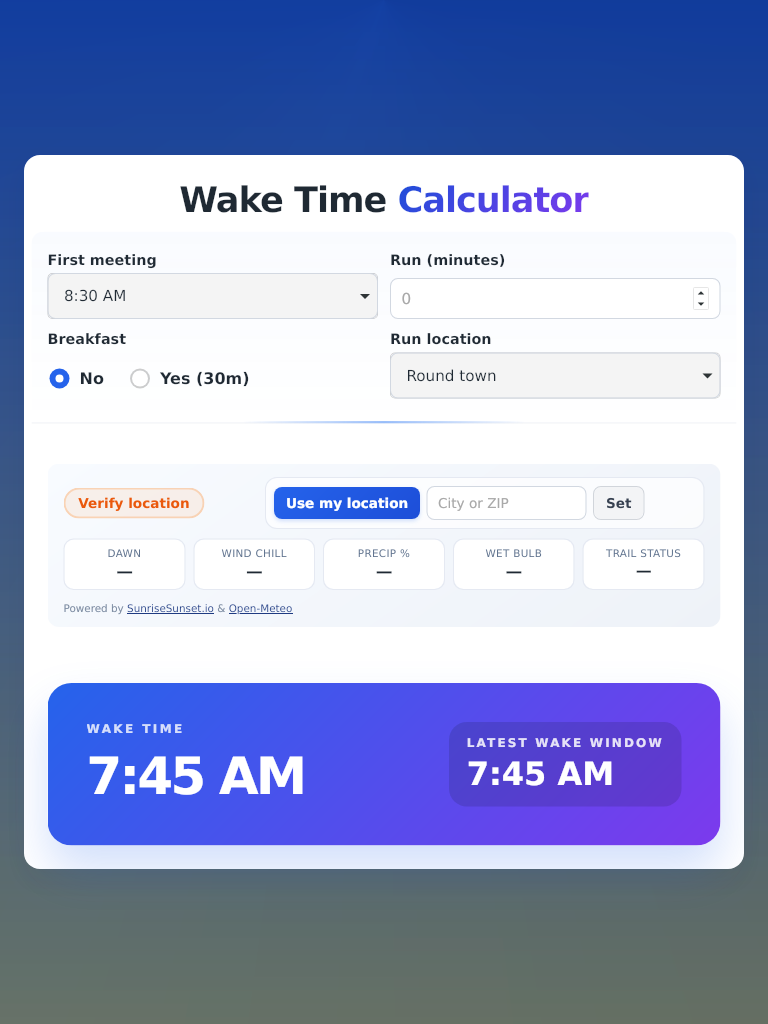 Wake Time Calculator
First meeting
8:30 AM
Run (minutes)
0
Breakfast
No
Yes (30m)
Run location
Round town
Verify location
Use my location
City or ZIP
Set
DAWN
—
WIND CHILL
—
PRECIP %
—
WET BULB
—
TRAIL STATUS
—
Powered by SunriseSunset.io & Open-Meteo
WAKE TIME
7:45 AM
LATEST WAKE WINDOW
7:45 AM